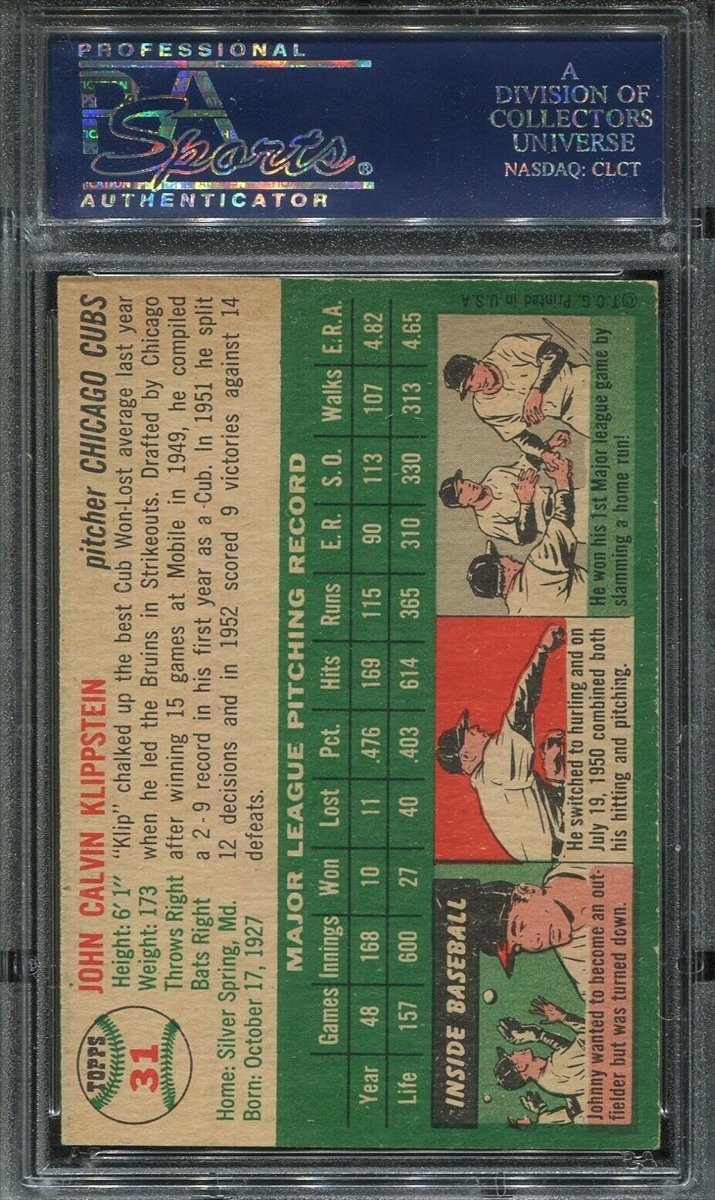 PROFESSIONAL
PSA
Sports®
AUTHENTICATOR
A
DIVISION OF
COLLECTORS
UNIVERSE
NASDAQ: CLCT
TOPPS
31
JOHN CALVIN KLIPPSTEIN
pitcher CHICAGO CUBS
Height: 6' 1"
Weight: 173
Throws Right
Bats Right
Home: Silver Spring, Md.
Born: October 17, 1927
"Klip" chalked up the best Cub Won-Lost average last year
when he led the Bruins in Strikeouts. Drafted by Chicago
after winning 15 games at Mobile in 1949, he compiled
a 2-9 record in his first year as a Cub. In 1951 he split
12 decisions and in 1952 scored 9 victories against 14
defeats.
MAJOR LEAGUE PITCHING RECORD
Games Innings Won Lost Pct. Hits Runs E.R. S.O. Walks E.R.A.
Year 48 168 10 11 .476 169 115 90 113 107 4.82
Life 157 600 27 40 .403 614 365 310 330 313 4.65
INSIDE BASEBALL
Johnny wanted to become an out-
fielder but was turned down.
He switched to hurling and on
July 19, 1950 combined both
his hitting and pitching.
He won his 1st Major league game by
slamming a home run!
©T.C.G. Printed in U.S.A